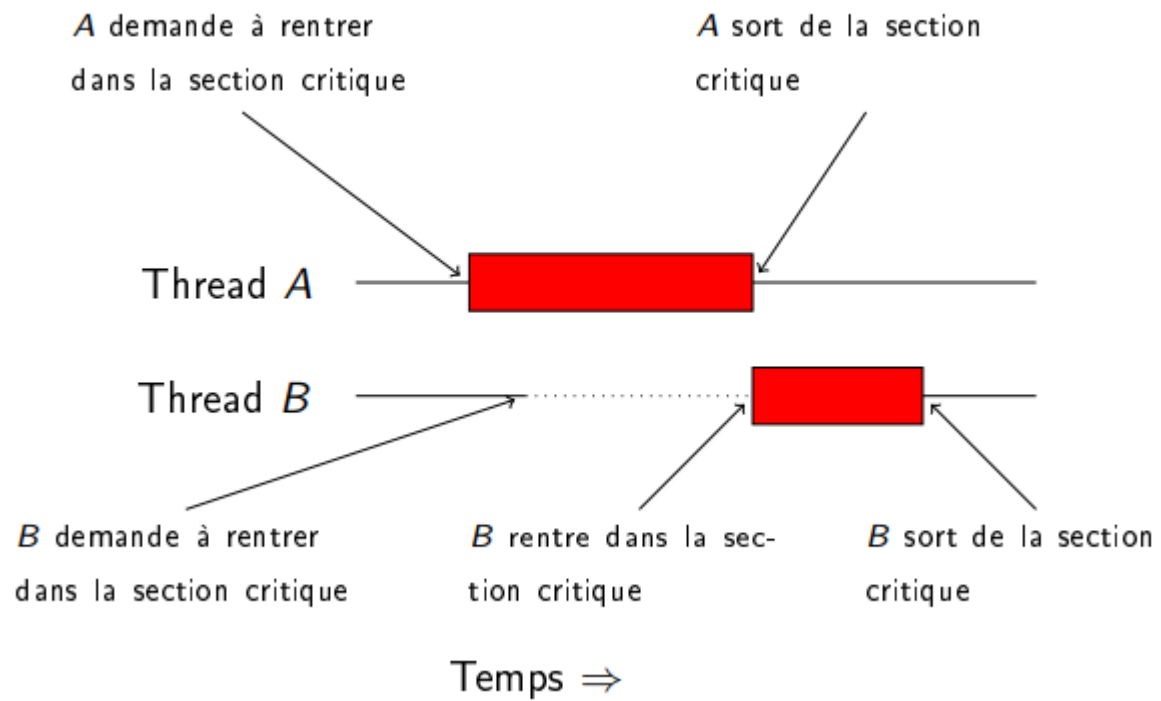 A demande à rentrer
dans la section critique
A sort de la section
critique
Thread A
Thread B
B demande à rentrer
dans la section critique
B rentre dans la sec-
tion critique
B sort de la section
critique
Temps ⇒